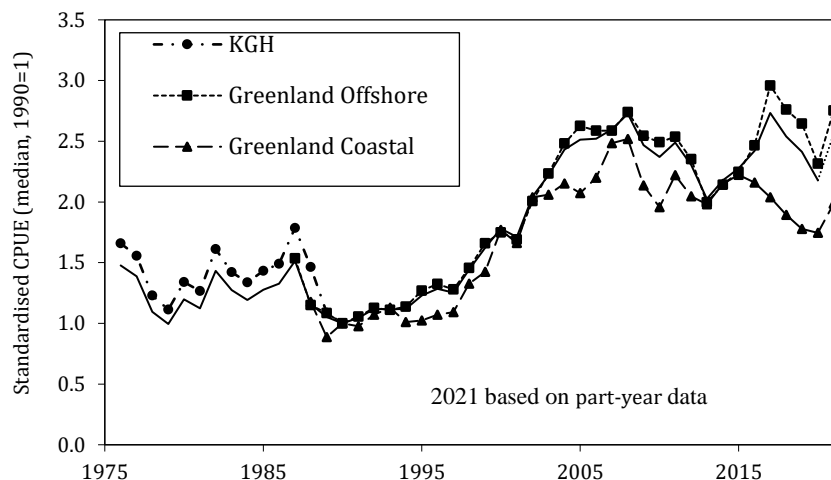 Standardised CPUE (median, 1990=1)
3.5
3.0
2.5
2.0
1.5
1.0
0.5
0.0
KGH
Greenland Offshore
Greenland Coastal
2021 based on part-year data
1975
1985
1995
2005
2015